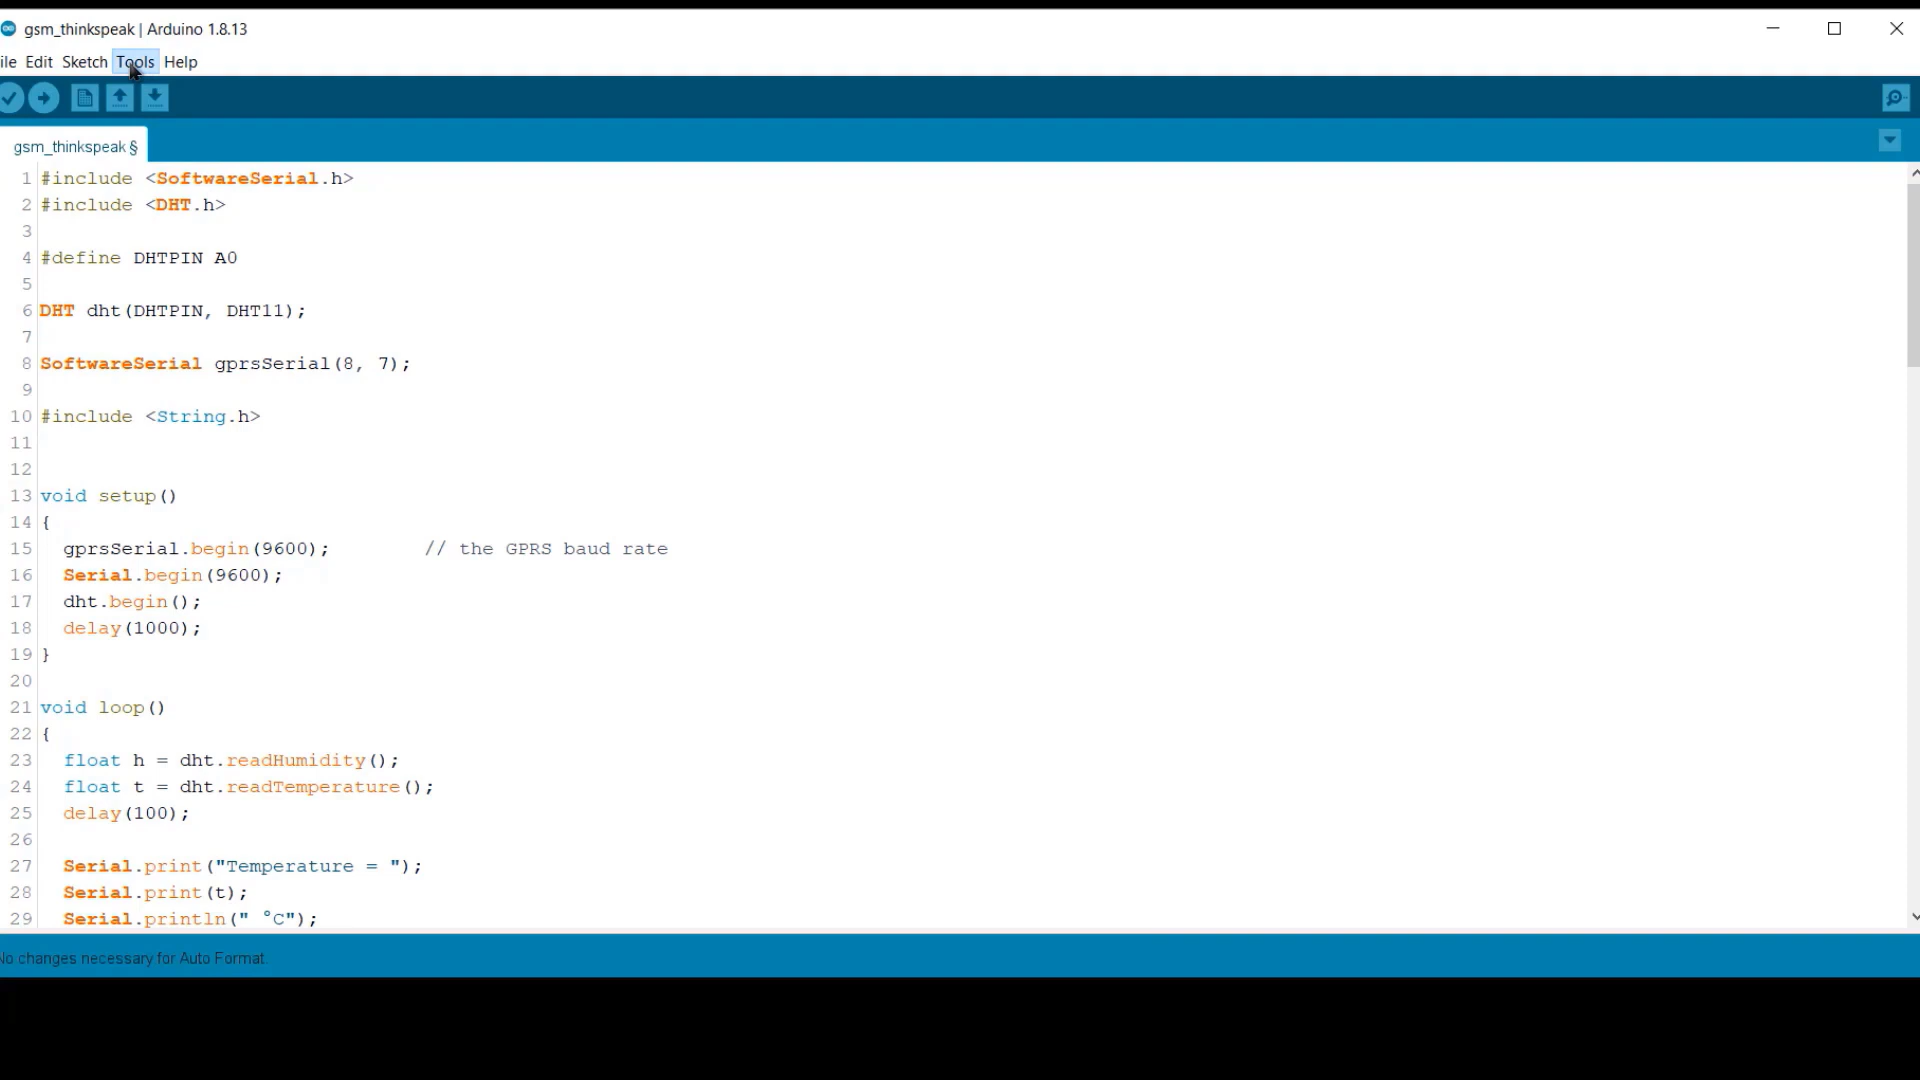 gsm_thinkspeak | Arduino 1.8.13
ile Edit Sketch Tools Help
gsm_thinkspeak §
1 #include <SoftwareSerial.h>
2 #include <DHT.h>
3
4 #define DHTPIN A0
5
6 DHT dht(DHTPIN, DHT11);
7
8 SoftwareSerial gprsSerial(8, 7);
9
10 #include <String.h>
11
12
13 void setup()
14 {
15   gprsSerial.begin(9600);        // the GPRS baud rate
16   Serial.begin(9600);
17   dht.begin();
18   delay(1000);
19 }
20
21 void loop()
22 {
23   float h = dht.readHumidity();
24   float t = dht.readTemperature();
25   delay(100);
26
27   Serial.print("Temperature = ");
28   Serial.print(t);
29   Serial.println(" °C");
No changes necessary for Auto Format.